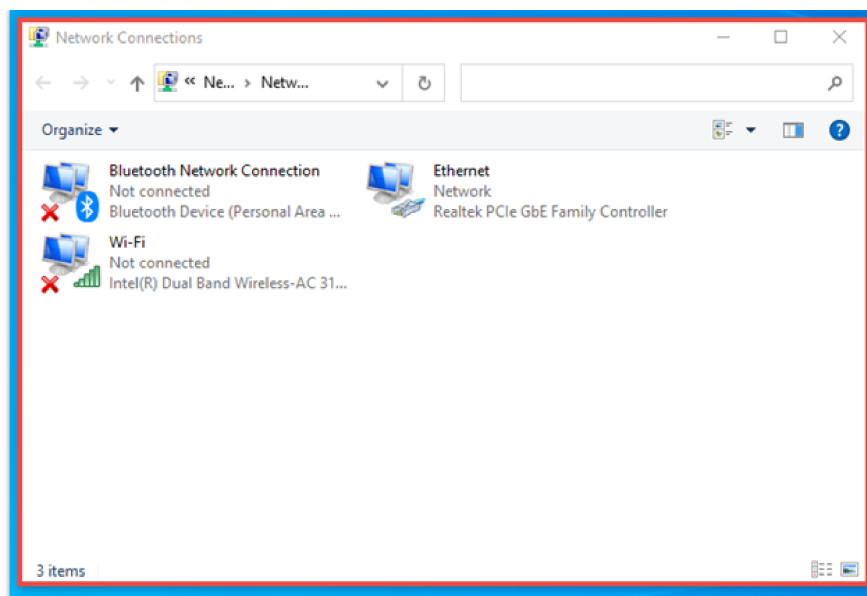 Network Connections
« Ne... › Netw...
Organize
Bluetooth Network Connection
Not connected
Bluetooth Device (Personal Area ...
Ethernet
Network
Realtek PCIe GbE Family Controller
Wi-Fi
Not connected
Intel(R) Dual Band Wireless-AC 31...
3 items